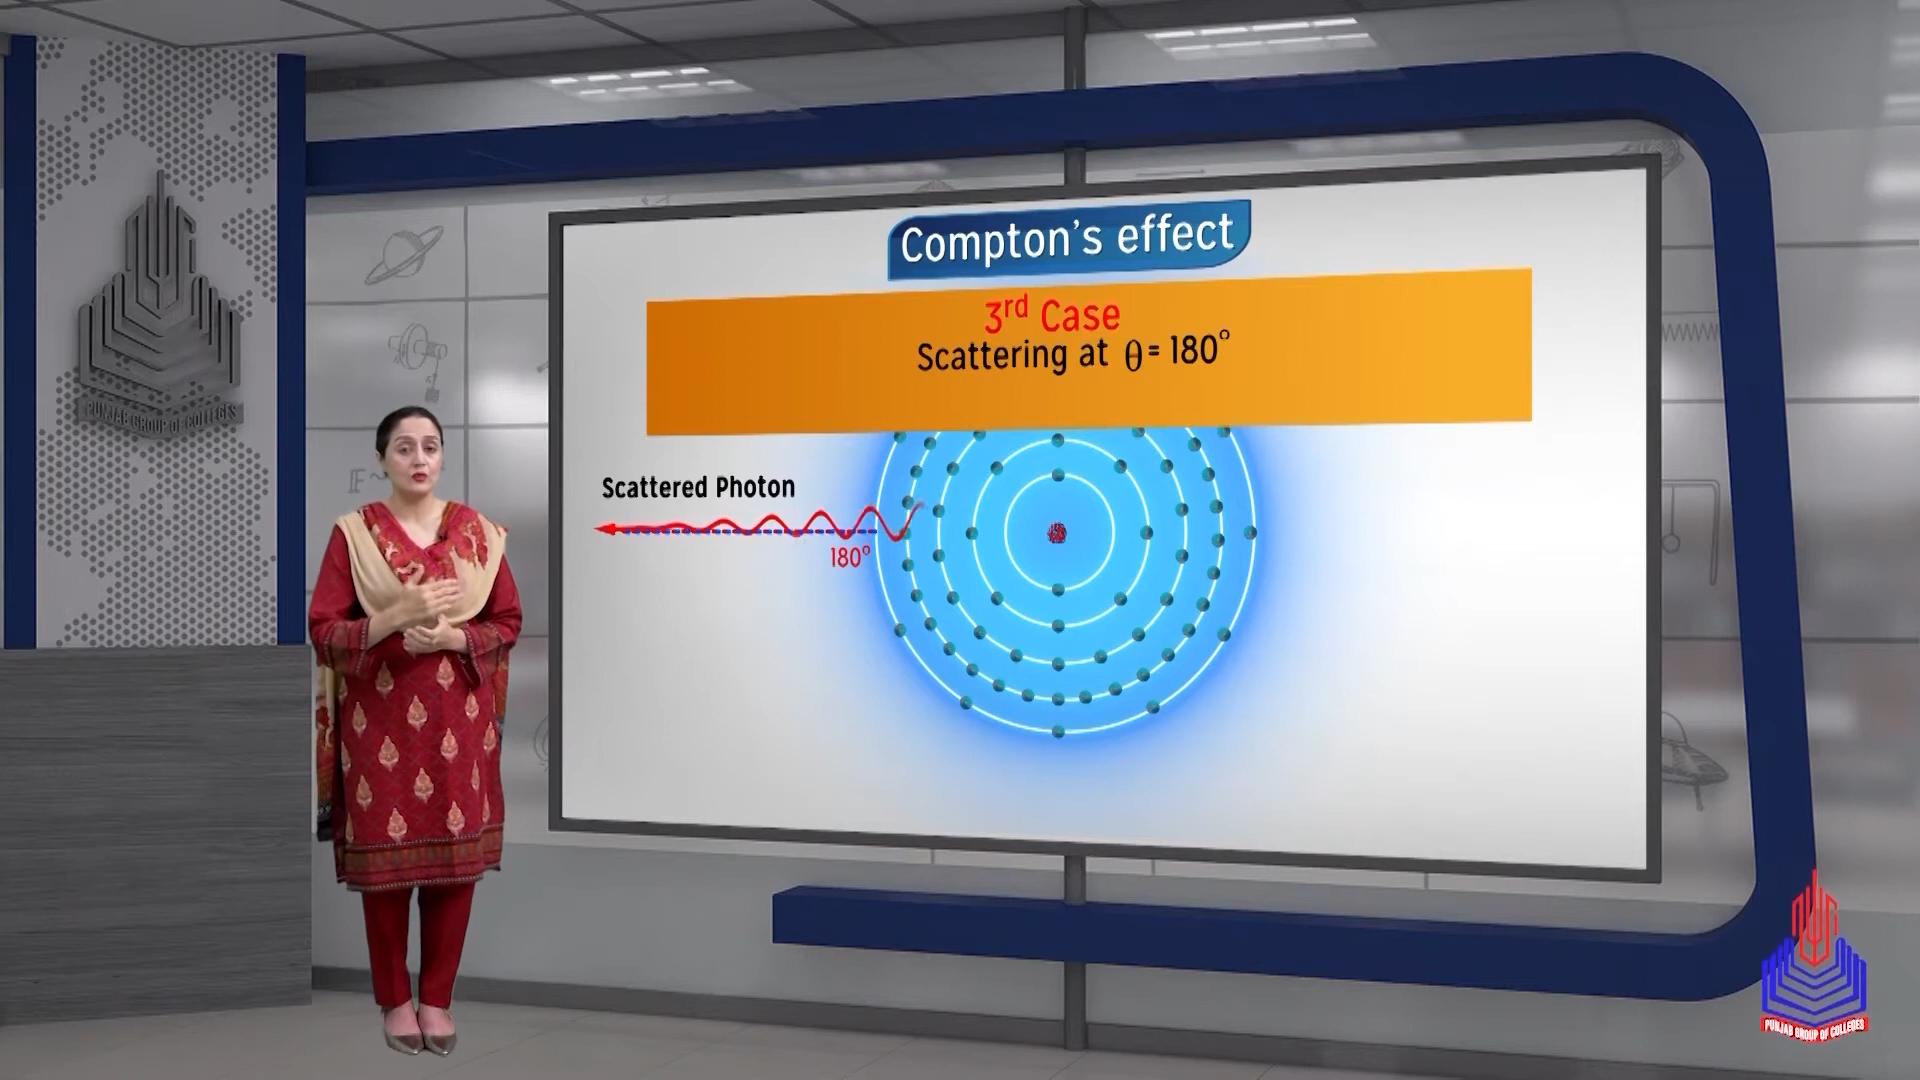 Compton's effect
3rd Case
Scattering at θ = 180°
Scattered Photon
180°
PUNJAB GROUP OF COLLEGES
E
PUNJAB GROUP OF COLLEGES